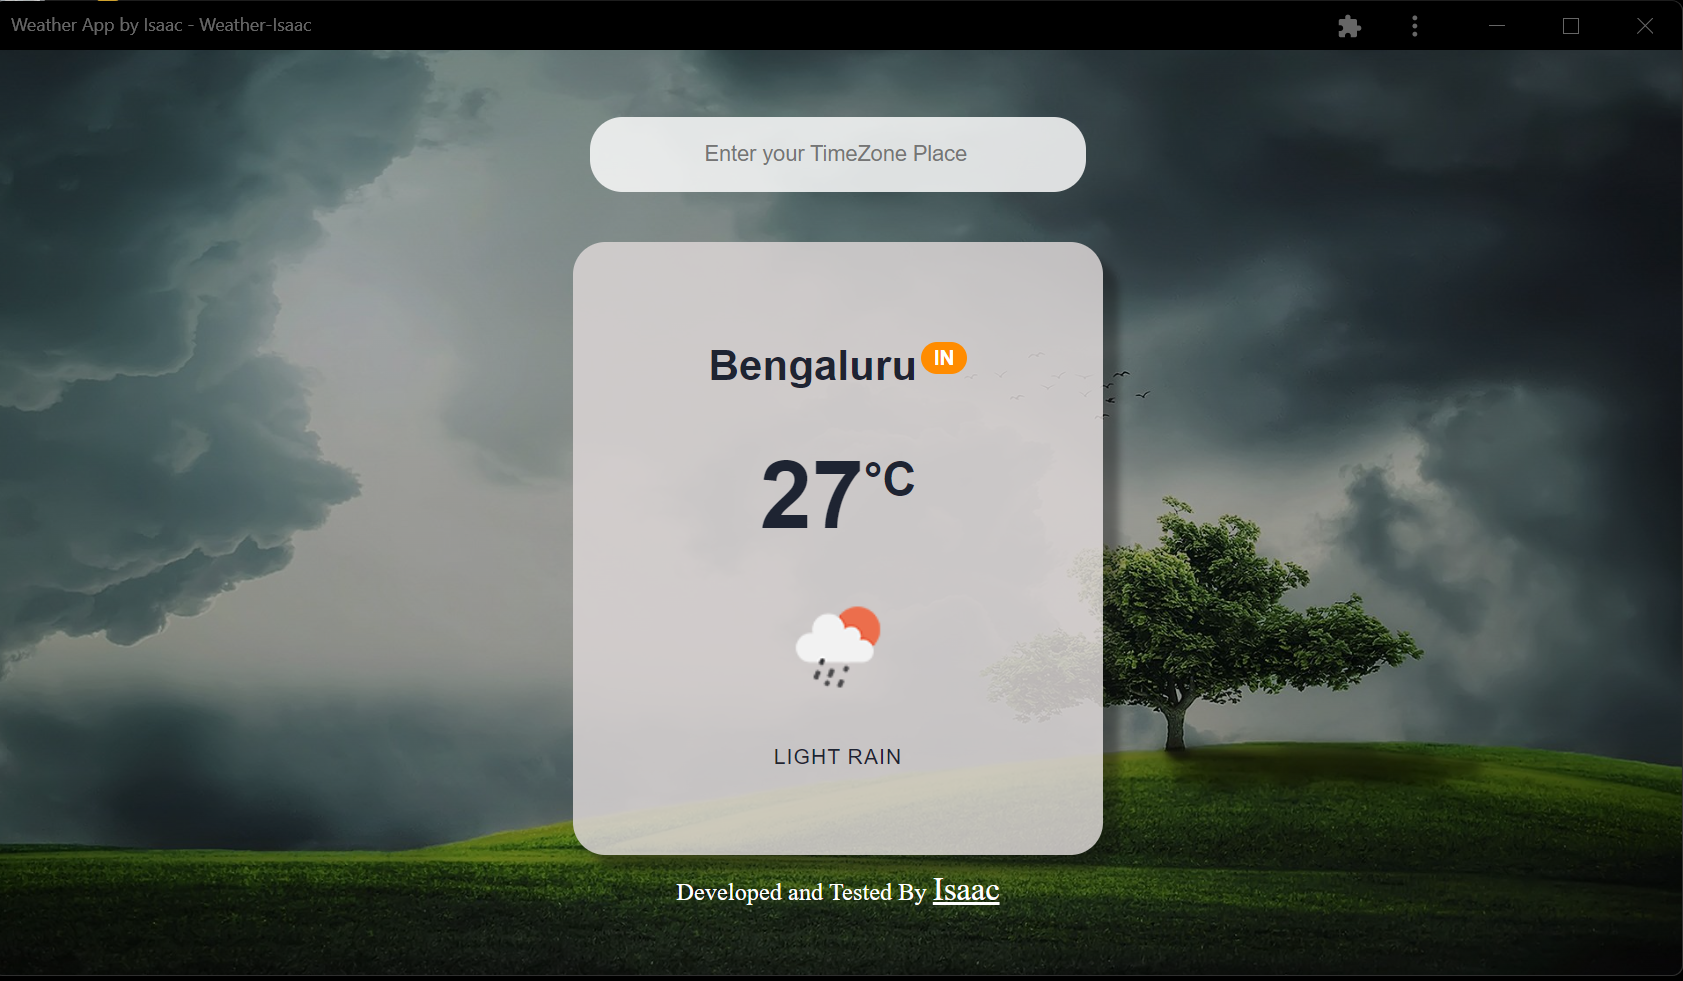 Weather App by Isaac - Weather-Isaac
Enter your TimeZone Place
Bengaluru IN
27°C
LIGHT RAIN
Developed and Tested By Isaac